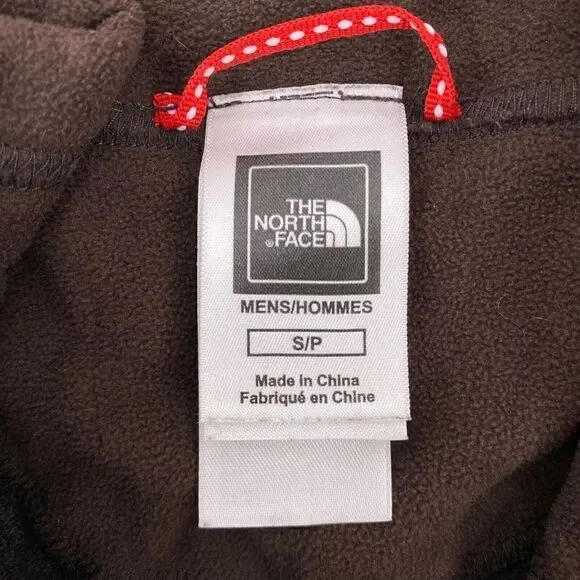 THE
NORTH
®FACE
MENS/HOMMES
S/P
Made in China
Fabriqué en Chine